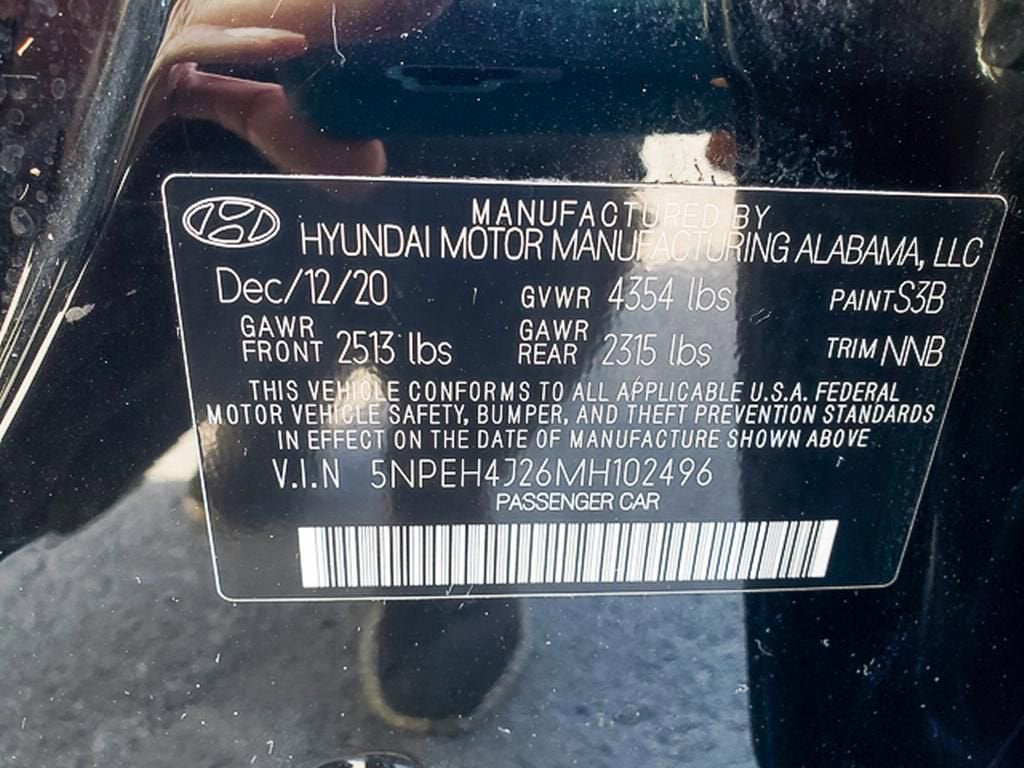 MANUFACTURED BY
HYUNDAI MOTOR MANUFACTURING ALABAMA, LLC
Dec/12/20 GVWR 4354 lbs PAINT S3B
GAWR FRONT 2513 lbs GAWR REAR 2315 lbs TRIM NNB
THIS VEHICLE CONFORMS TO ALL APPLICABLE U.S.A. FEDERAL
MOTOR VEHICLE SAFETY, BUMPER, AND THEFT PREVENTION STANDARDS
IN EFFECT ON THE DATE OF MANUFACTURE SHOWN ABOVE
V.I.N 5NPEH4J26MH102496
PASSENGER CAR